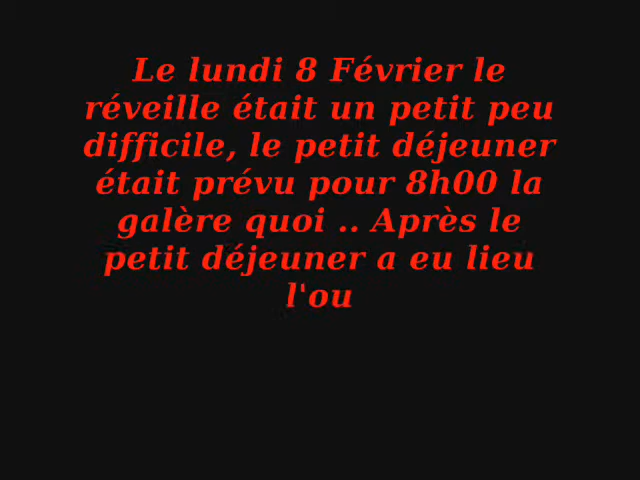 Le lundi 8 Février le
réveille était un petit peu
difficile, le petit déjeuner
était prévu pour 8h00 la
galère quoi .. Après le
petit déjeuner a eu lieu
l'ou